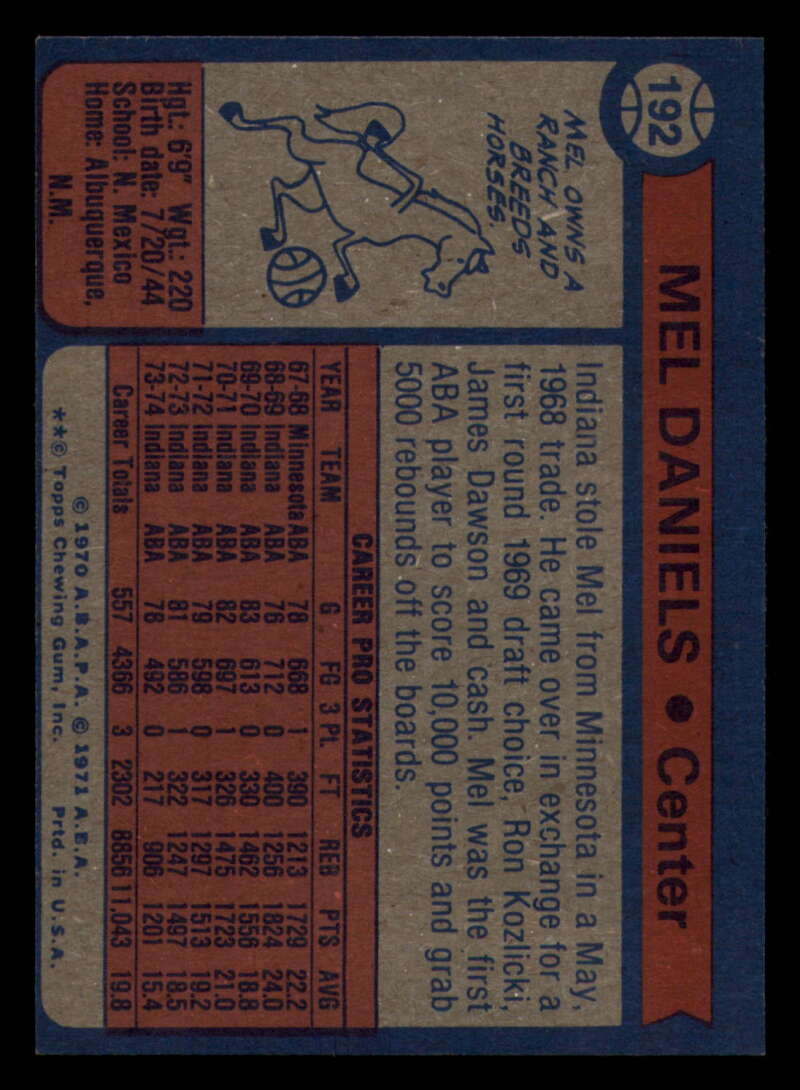 192
MEL DANIELS • Center
MEL OWNS A
RANCH AND
BREEDS
HORSES.
Hgt.: 6'9" Wgt.: 220
Birth date: 7/20/44
School: N. Mexico
Home: Albuquerque,
N.M.
Indiana stole Mel from Minnesota in a May,
1968 trade. He came over in exchange for a
first round 1969 draft choice, Ron Kozlicki,
James Dawson and cash. Mel was the first
ABA player to score 10,000 points and grab
5000 rebounds off the boards.
CAREER PRO STATISTICS
YEAR TEAM G FG 3 PL FT REB PTS AVG
67-68 Minnesota ABA 78 668 1 390 1213 1729 22.2
68-69 Indiana ABA 76 712 0 400 1256 1824 24.0
69-70 Indiana ABA 83 613 0 330 1462 1556 18.8
70-71 Indiana ABA 82 697 1 326 1475 1723 21.0
71-72 Indiana ABA 79 598 0 317 1297 1513 19.2
72-73 Indiana ABA 81 586 1 322 1247 1497 18.5
73-74 Indiana ABA 78 492 0 217 906 1201 15.4
Career Totals 557 4366 3 2302 8856 11,043 19.8
© 1970 A.B.A.P.A. © 1971 A.B.A.
**© Topps Chewing Gum, Inc. Prtd. in U.S.A.